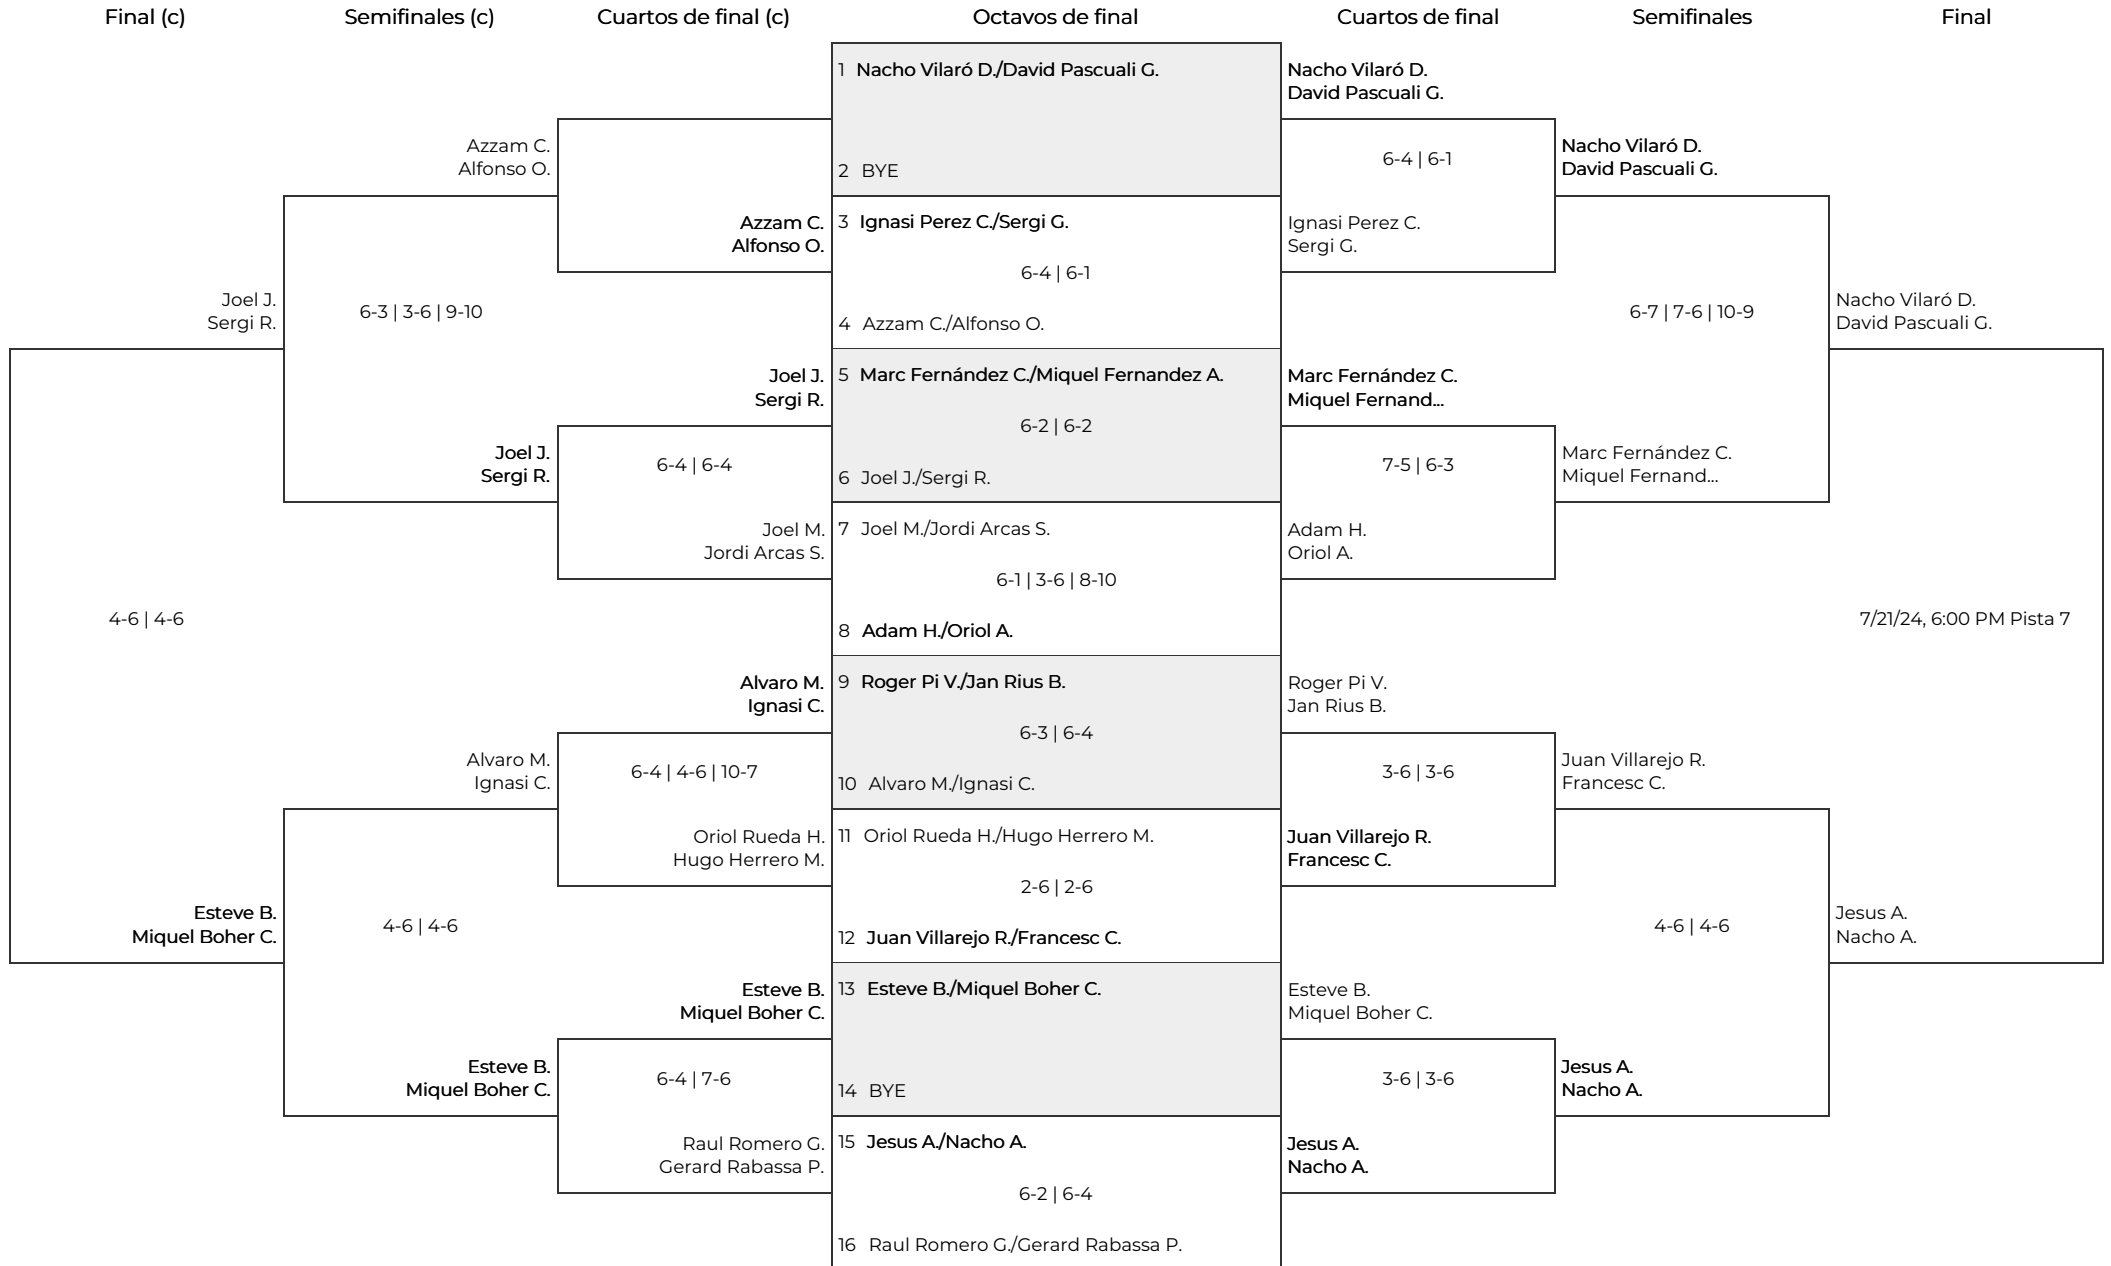 Final (c)
Semifinales (c)
Cuartos de final (c)
Octavos de final
Cuartos de final
Semifinales
Final
Joel J.
Sergi R.
4-6 | 4-6
Esteve B.
Miquel Boher C.
Azzam C.
Alfonso O.
6-3 | 3-6 | 9-10
Joel J.
Sergi R.
Alvaro M.
Ignasi C.
4-6 | 4-6
Esteve B.
Miquel Boher C.
Azzam C.
Alfonso O.
Joel J.
Sergi R.
6-4 | 6-4
Joel M.
Jordi Arcas S.
Alvaro M.
Ignasi C.
6-4 | 4-6 | 10-7
Oriol Rueda H.
Hugo Herrero M.
Esteve B.
Miquel Boher C.
6-4 | 7-6
Raul Romero G.
Gerard Rabassa P.
1 Nacho Vilaró D./David Pascuali G.
2 BYE
3 Ignasi Perez C./Sergi G.
6-4 | 6-1
4 Azzam C./Alfonso O.
5 Marc Fernández C./Miquel Fernandez A.
6-2 | 6-2
6 Joel J./Sergi R.
7 Joel M./Jordi Arcas S.
6-1 | 3-6 | 8-10
8 Adam H./Oriol A.
9 Roger Pi V./Jan Rius B.
6-3 | 6-4
10 Alvaro M./Ignasi C.
11 Oriol Rueda H./Hugo Herrero M.
2-6 | 2-6
12 Juan Villarejo R./Francesc C.
13 Esteve B./Miquel Boher C.
14 BYE
15 Jesus A./Nacho A.
6-2 | 6-4
16 Raul Romero G./Gerard Rabassa P.
Nacho Vilaró D.
David Pascuali G.
6-4 | 6-1
Ignasi Perez C.
Sergi G.
Marc Fernández C.
Miquel Fernand...
7-5 | 6-3
Adam H.
Oriol A.
Roger Pi V.
Jan Rius B.
3-6 | 3-6
Juan Villarejo R.
Francesc C.
Esteve B.
Miquel Boher C.
3-6 | 3-6
Jesus A.
Nacho A.
Nacho Vilaró D.
David Pascuali G.
6-7 | 7-6 | 10-9
Marc Fernández C.
Miquel Fernand...
Juan Villarejo R.
Francesc C.
4-6 | 4-6
Jesus A.
Nacho A.
Nacho Vilaró D.
David Pascuali G.
7/21/24, 6:00 PM Pista 7
Jesus A.
Nacho A.